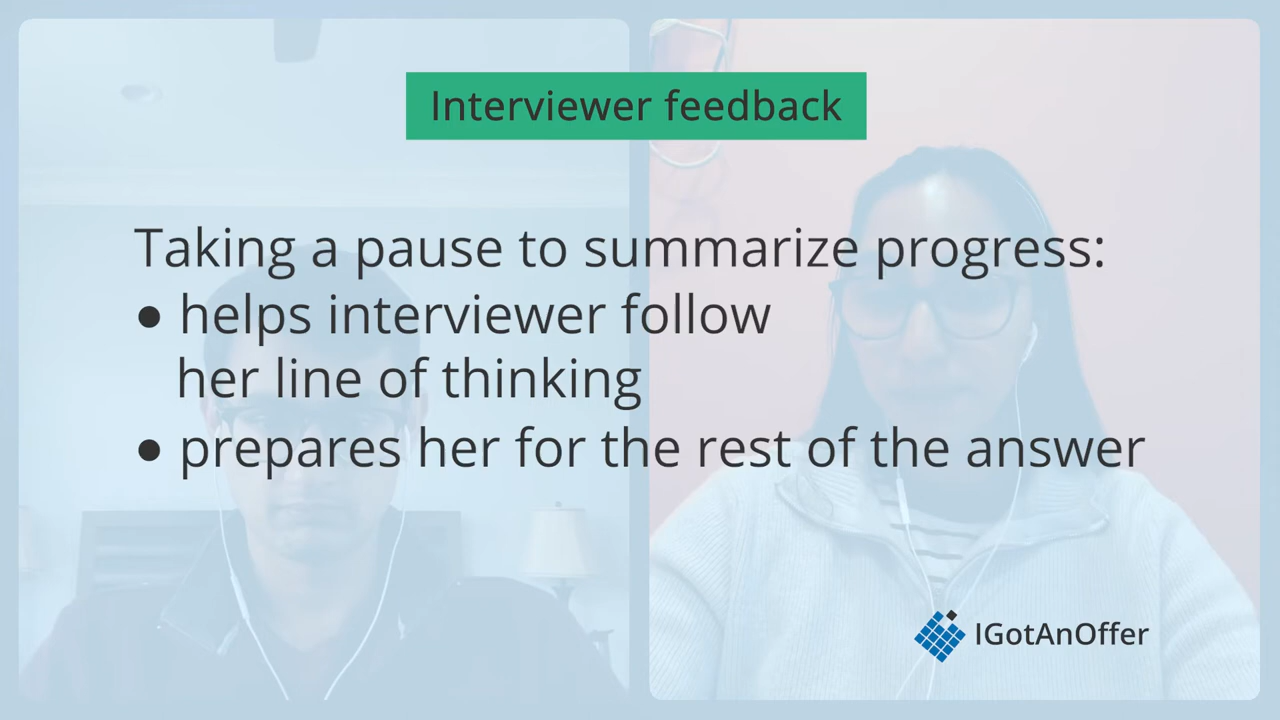 Interviewer feedback
Taking a pause to summarize progress:
● helps interviewer follow
her line of thinking
● prepares her for the rest of the answer
IGotAnOffer